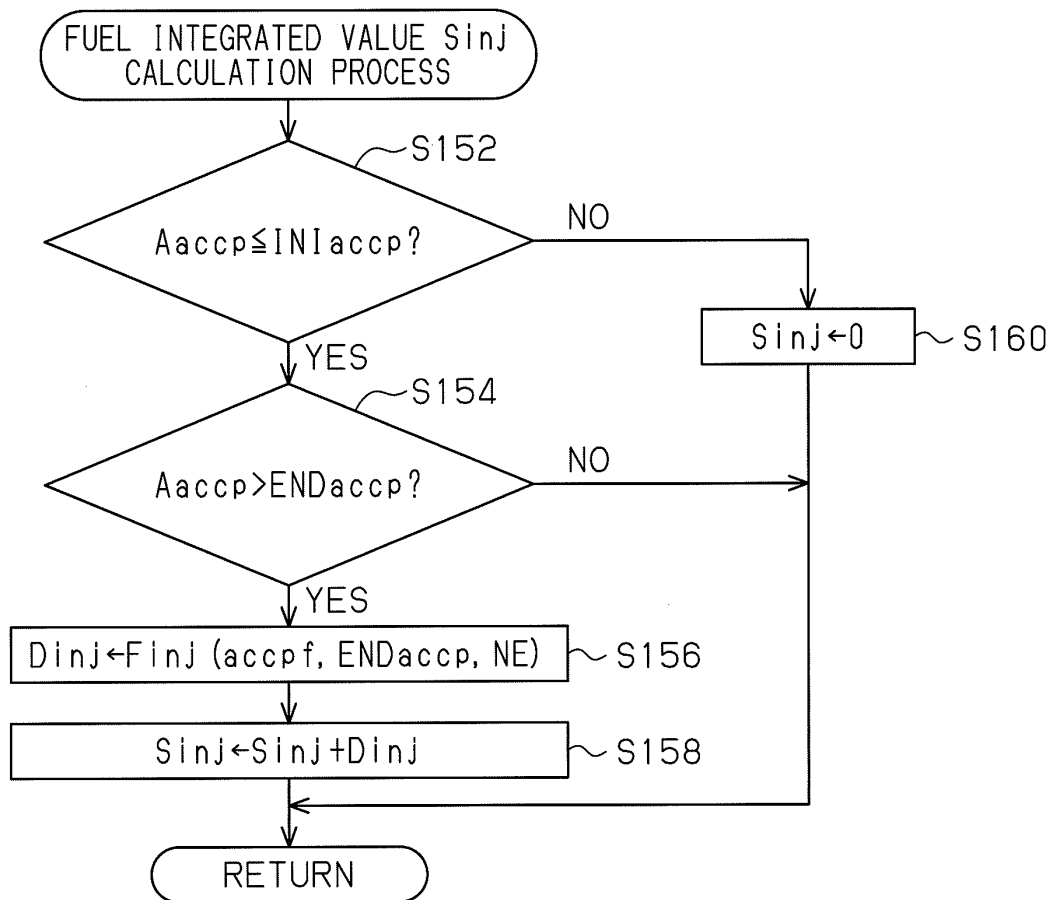 FUEL INTEGRATED VALUE Sinj
CALCULATION PROCESS
S152
Aaccp≦INIaccp?
NO
Sinj←0
S160
YES
S154
Aaccp>ENDaccp?
NO
YES
Dinj←Finj (accpf, ENDaccp, NE)
S156
Sinj←Sinj+Dinj
S158
RETURN